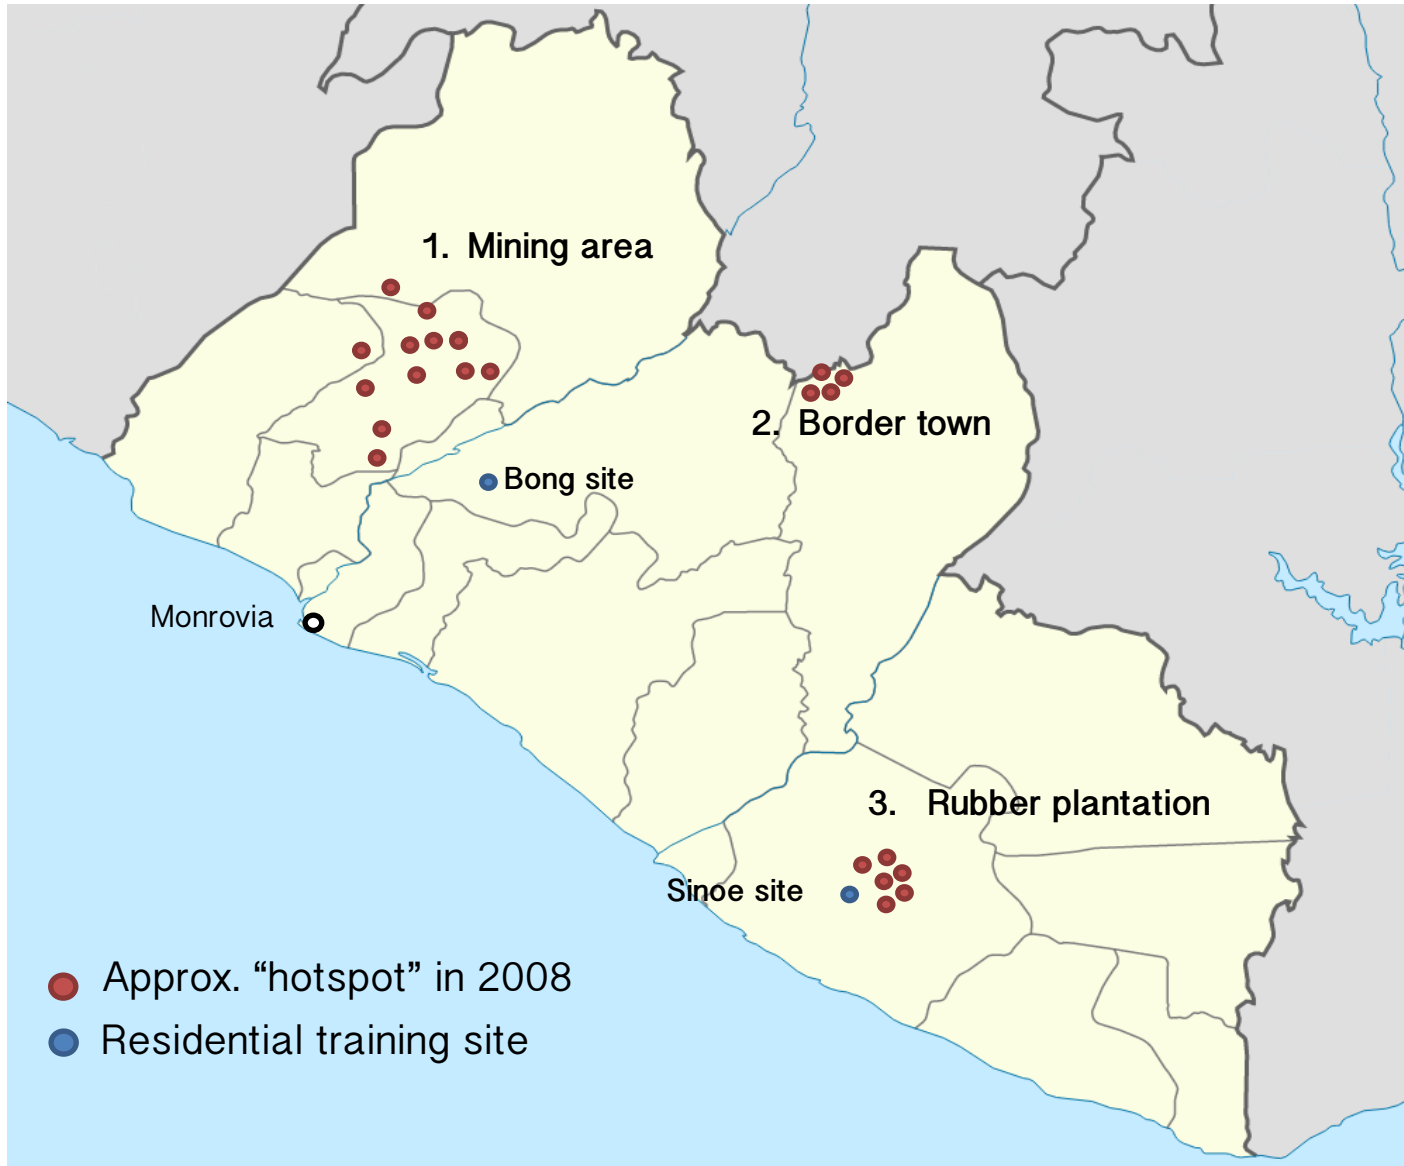 1. Mining area
2. Border town
Bong site
Monrovia
3. Rubber plantation
Sinoe site
Approx. “hotspot” in 2008
Residential training site